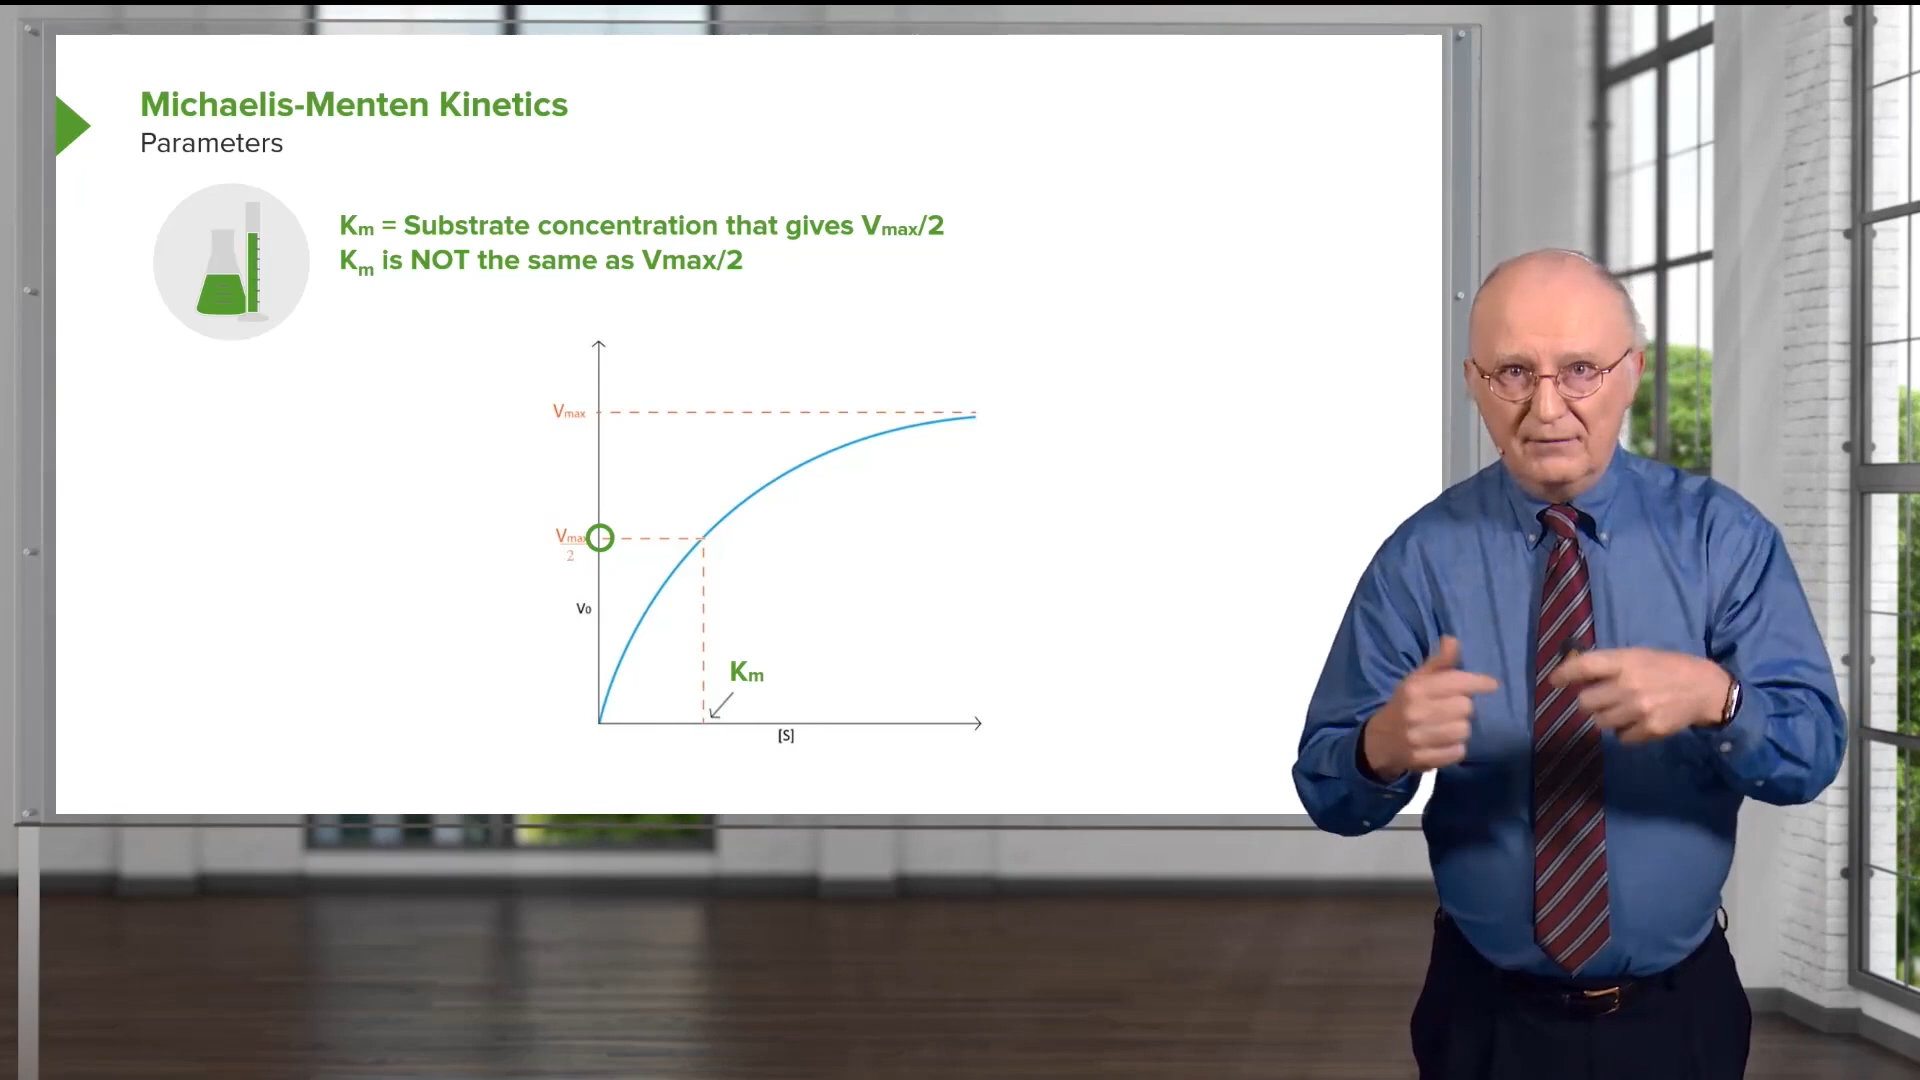 Michaelis-Menten Kinetics
Parameters
Km = Substrate concentration that gives Vmax/2
Km is NOT the same as Vmax/2
Vmax
Vmax
2
V0
Km
[S]